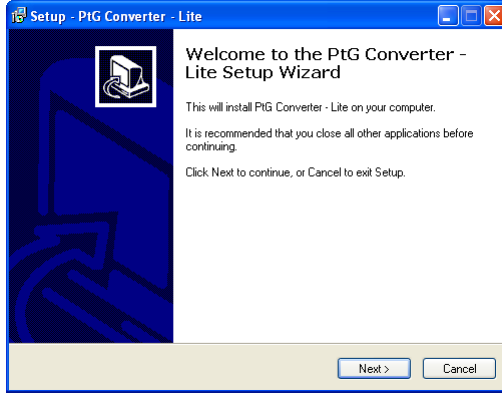 Setup - PtG Converter - Lite
Welcome to the PtG Converter -
Lite Setup Wizard
This will install PtG Converter - Lite on your computer.
It is recommended that you close all other applications before
continuing.
Click Next to continue, or Cancel to exit Setup.
Next >
Cancel